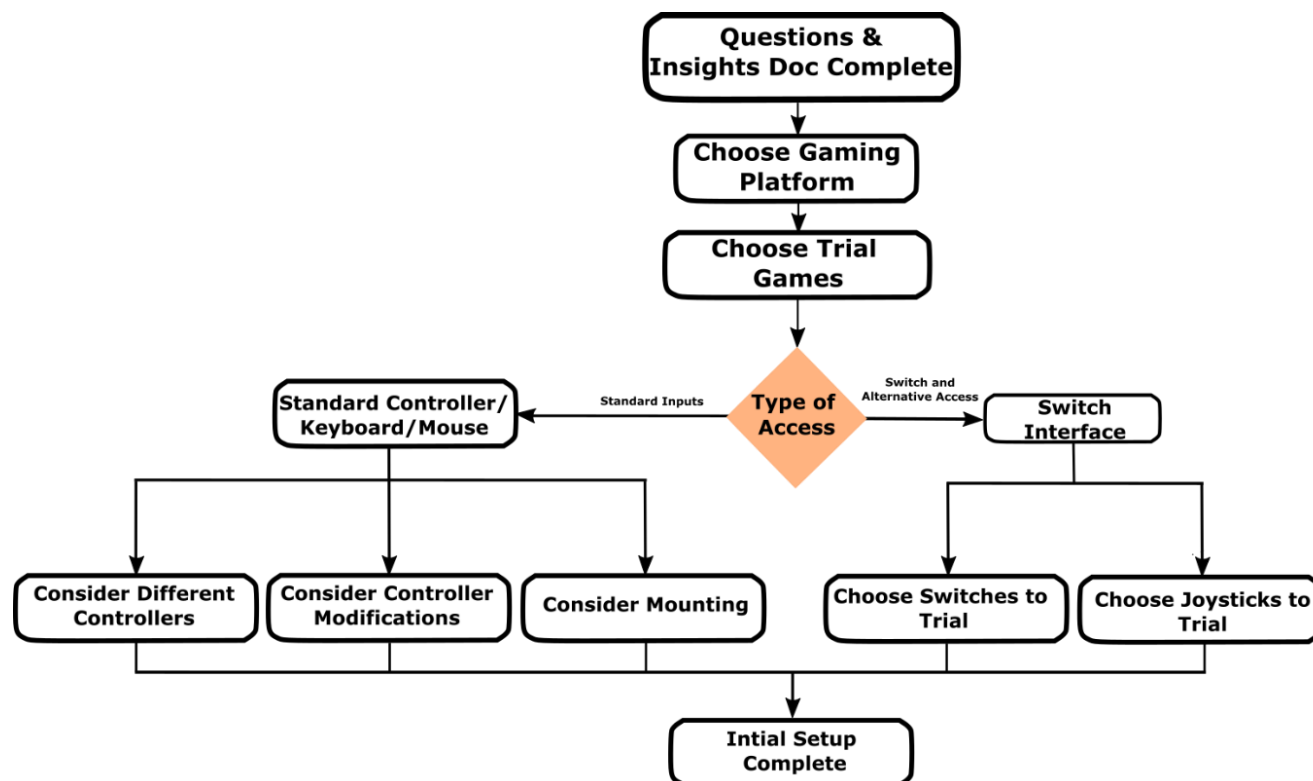 Questions &
Insights Doc Complete
Choose Gaming
Platform
Choose Trial
Games
Type of
Access
Standard Inputs
Switch and
Alternative Access
Standard Controller/
Keyboard/Mouse
Switch
Interface
Consider Different
Controllers
Consider Controller
Modifications
Consider Mounting
Choose Switches to
Trial
Choose Joysticks to
Trial
Intial Setup
Complete